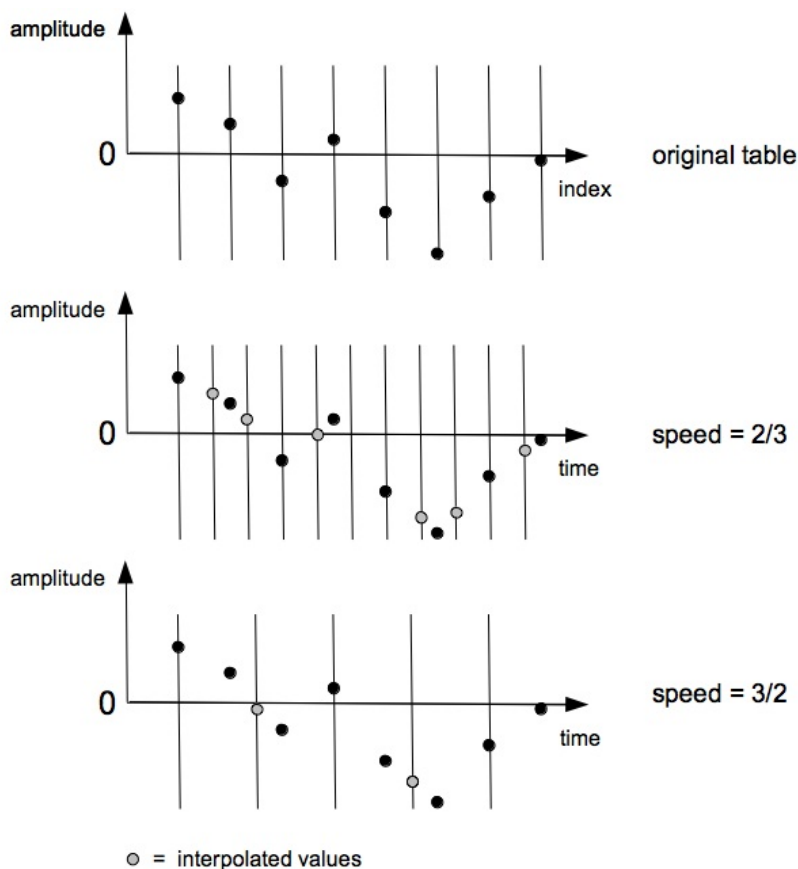 amplitude
0
index
original table
amplitude
0
time
speed = 2/3
amplitude
0
time
speed = 3/2
= interpolated values